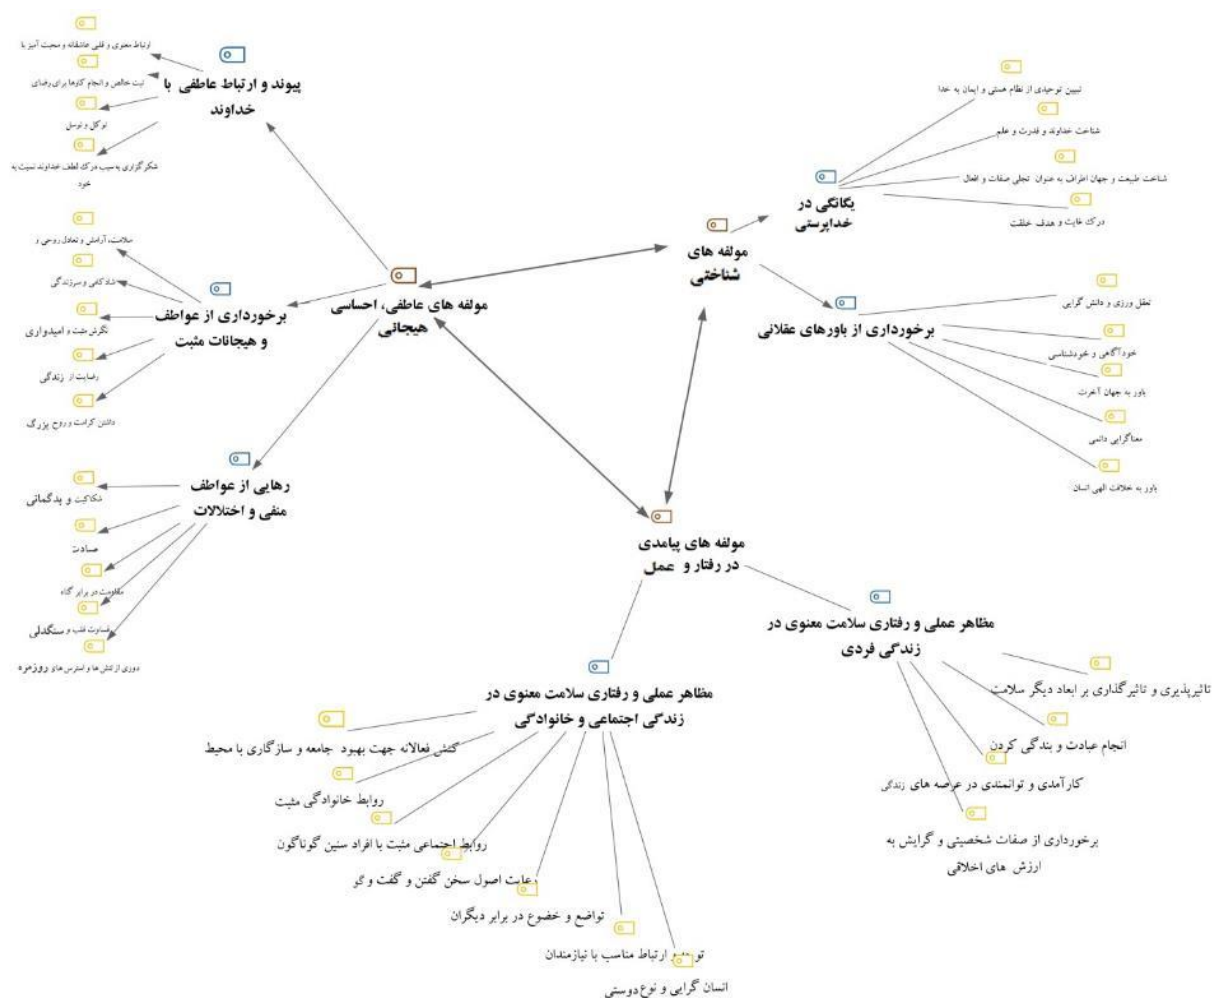 پیوند و ارتباط عاطفی با
خداوند
ارتباط معنوی و قلبی عاشقانه و محبت آمیز با
نیت خالص و انجام کارها برای رضای
توکل و توسل
شکرگزاری به سبب درک لطف خداوند نسبت به
خود
مولفه های عاطفی، احساسی
هیجانی
برخورداری از عواطف
و هیجانات مثبت
سلامت، آرامش و تعادل روحی و
شادکامی و سرزندگی
نگرش مثبت و امیدواری
رضایت از زندگی
داشتن کرامت و روح بزرگ
رهایی از عواطف
منفی و اختلالات
شکاکیت و بدگمانی
حسادت
مقاومت در برابر گناه
قساوت قلب و سنگدلی
دوری از تنش ها و استرس های روزمره
مولفه های
شناختی
یگانگی در
خداپرستی
تبیین توحیدی از نظام هستی و ایمان به خدا
شناخت خداوند و قدرت و علم
شناخت طبیعت و جهان اطراف به عنوان تجلی صفات و افعال
درک غایت و هدف خلقت
برخورداری از باورهای عقلانی
تعقل ورزی و دانش گرایی
خودآگاهی و خودشناسی
باور به جهان آخرت
معناگرایی دائمی
باور به خلافت الهی انسان
مولفه های پیامدی
در رفتار و عمل
مظاهر عملی و رفتاری سلامت معنوی در
زندگی فردی
تاثیرپذیری و تاثیرگذاری بر ابعاد دیگر سلامت
انجام عبادت و بندگی کردن
کارآمدی و توانمندی در عرصه های زندگی
برخورداری از صفات شخصیتی و گرایش به
ارزش های اخلاقی
مظاهر عملی و رفتاری سلامت معنوی در
زندگی اجتماعی و خانوادگی
کنش فعالانه جهت بهبود جامعه و سازگاری با محیط
روابط خانوادگی مثبت
روابط اجتماعی مثبت با افراد سنین گوناگون
رعایت اصول سخن گفتن و گفت و گو
تواضع و خضوع در برابر دیگران
ارتباط مناسب با نیازمندان
انسان گرایی و نوع دوستی